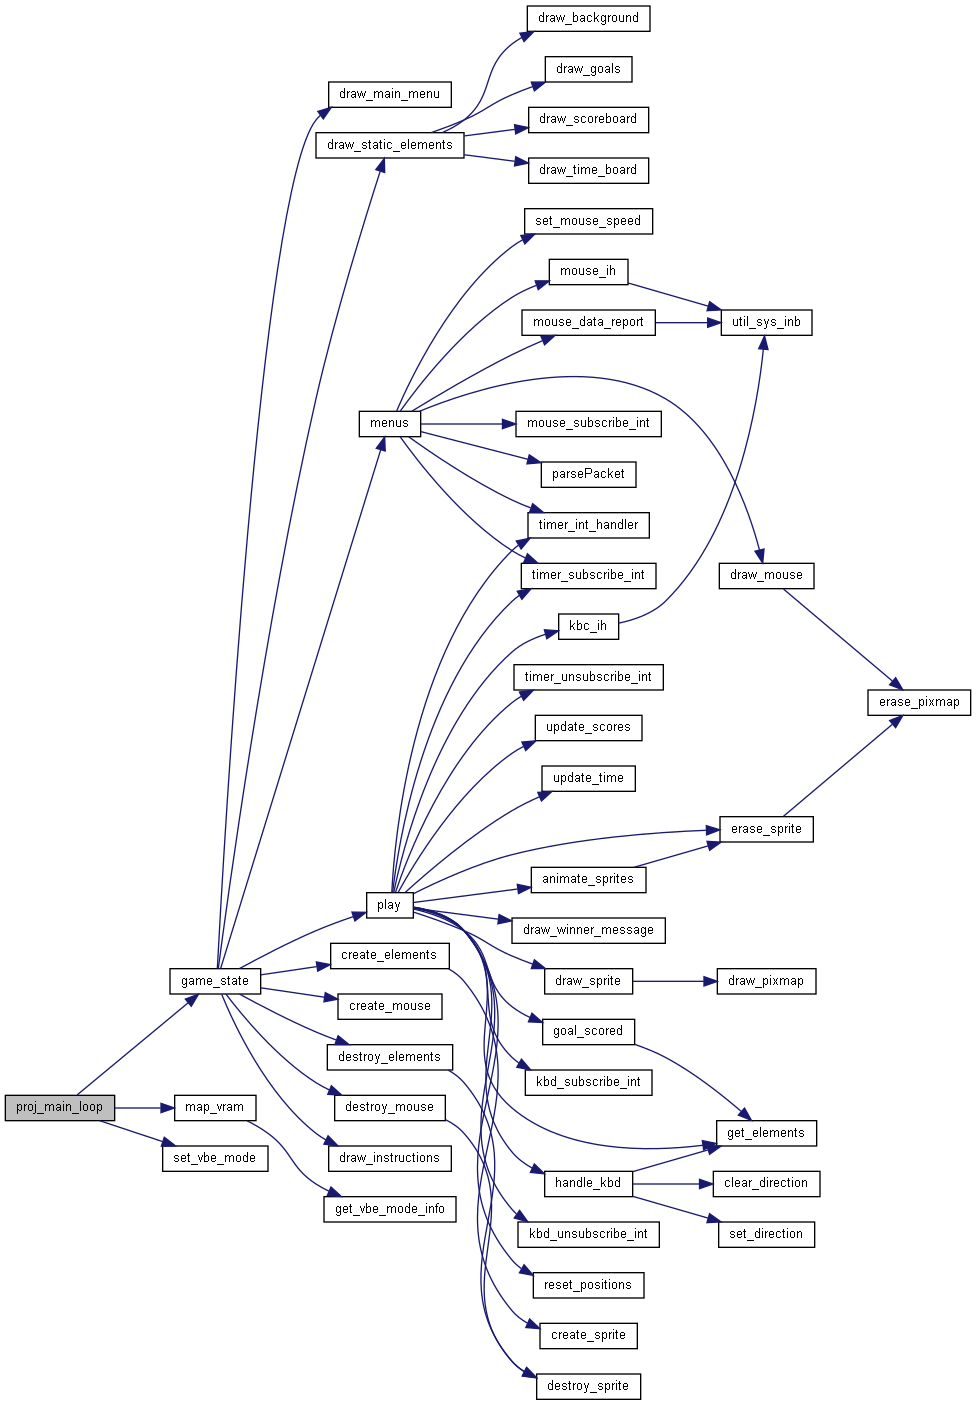 draw_background
draw_goals
draw_main_menu
draw_scoreboard
draw_static_elements
draw_time_board
set_mouse_speed
mouse_ih
mouse_data_report
util_sys_inb
menus
mouse_subscribe_int
parsePacket
timer_int_handler
timer_subscribe_int
draw_mouse
kbc_ih
timer_unsubscribe_int
erase_pixmap
update_scores
update_time
erase_sprite
animate_sprites
play
draw_winner_message
create_elements
game_state
draw_sprite
draw_pixmap
create_mouse
goal_scored
destroy_elements
kbd_subscribe_int
proj_main_loop
map_vram
destroy_mouse
get_elements
set_vbe_mode
draw_instructions
handle_kbd
clear_direction
get_vbe_mode_info
kbd_unsubscribe_int
set_direction
reset_positions
create_sprite
destroy_sprite